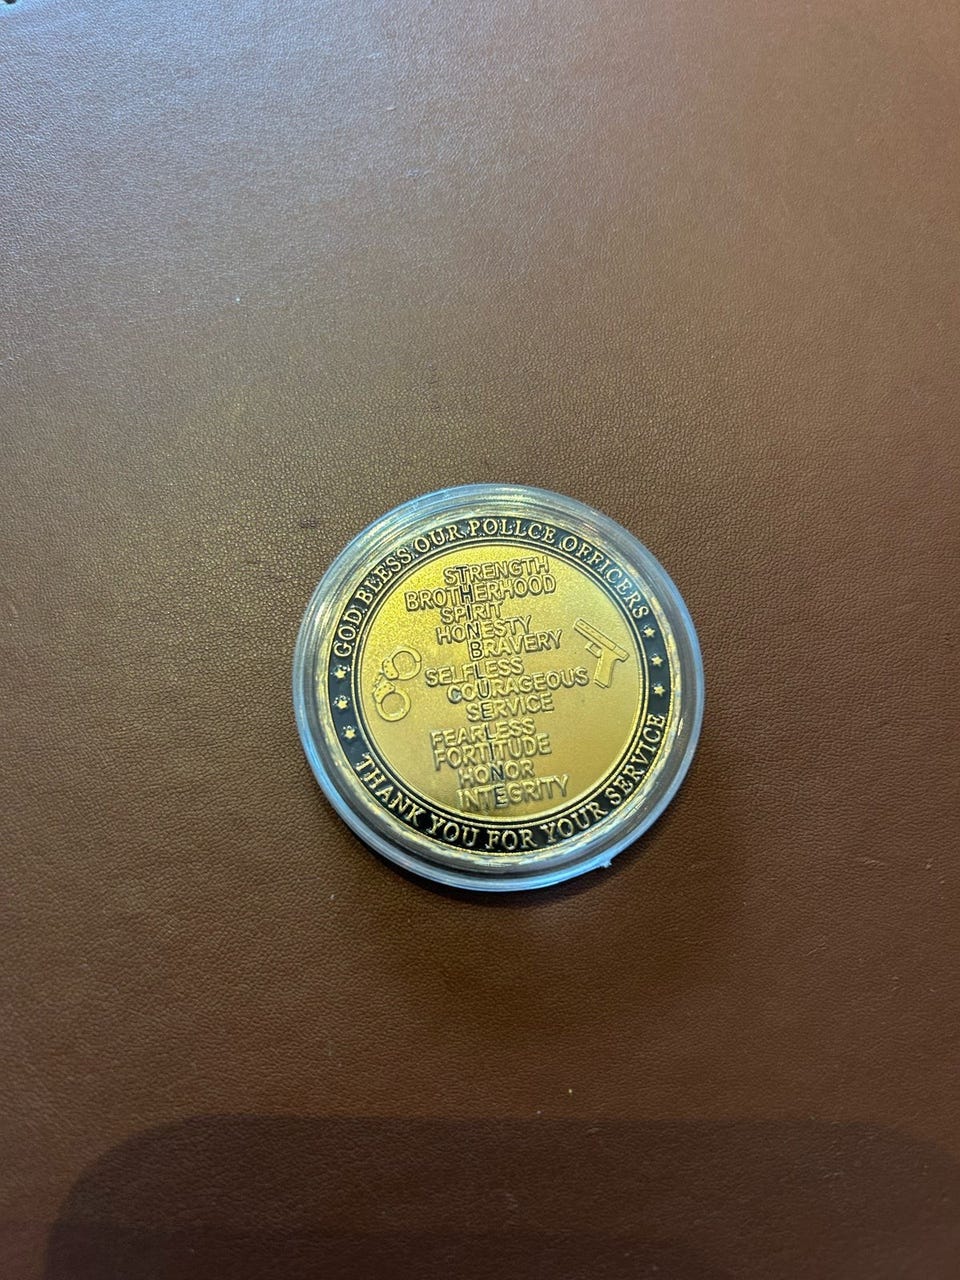 GOD BLESS OUR POLLCE OFFICERS
STRENGTH
BROTHERHOOD
SPIRIT
HONESTY
BRAVERY
SELFLESS
COURAGEOUS
SERVICE
FEARLESS
FORTITUDE
HONOR
INTEGRITY
THANK YOU FOR YOUR SERVICE